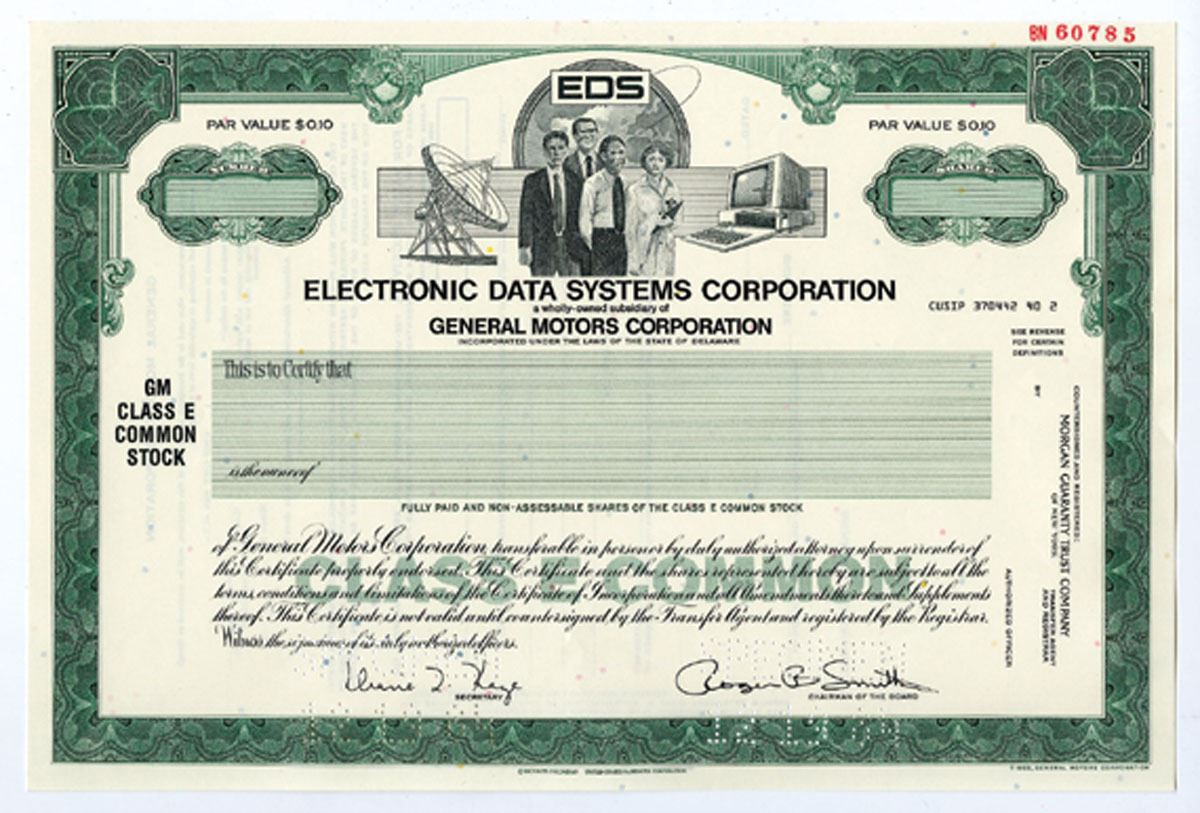 BN 60785
EDS
PAR VALUE $0.10
PAR VALUE $0.10
NUMBER
SHARES
ELECTRONIC DATA SYSTEMS CORPORATION
a wholly-owned subsidiary of
GENERAL MOTORS CORPORATION
INCORPORATED UNDER THE LAWS OF THE STATE OF DELAWARE
CUSIP 370442 40 2
SEE REVERSE
FOR CERTAIN
DEFINITIONS
This is to Certify that
GM
CLASS E
COMMON
STOCK
is the owner of
FULLY PAID AND NON-ASSESSABLE SHARES OF THE CLASS E COMMON STOCK
CLASS E COMMON
of General Motors Corporation, transferable in person or by duly authorized attorney upon surrender of
this Certificate properly endorsed. This Certificate and the shares represented hereby are subject to all the
terms, conditions and limitations of the Certificate of Incorporation and all Amendments thereto and Supplements
thereof. This Certificate is not valid until countersigned by the Transfer Agent and registered by the Registrar.
Witness the signatures of its duly authorized officers.
SECRETARY
Roger B Smith
CHAIRMAN OF THE BOARD
COUNTERSIGNED AND REGISTERED:
MORGAN GUARANTY TRUST COMPANY
OF NEW YORK
TRANSFER AGENT
AND REGISTRAR
BY
AUTHORIZED OFFICER
GENERAL MOTORS CORPORATION